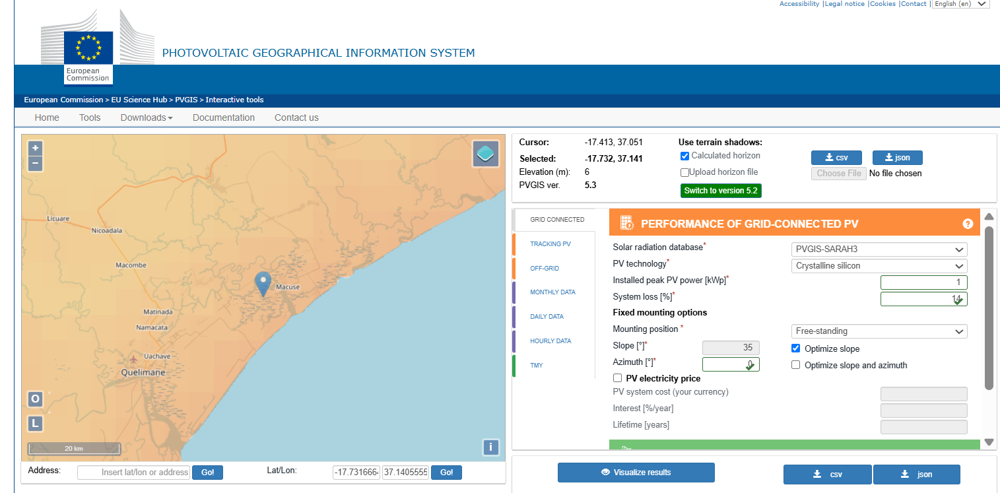 Accessibility |Legal notice |Cookies |Contact | English (en)
PHOTOVOLTAIC GEOGRAPHICAL INFORMATION SYSTEM
European
Commission
European Commission > EU Science Hub > PVGIS > Interactive tools
Home Tools Downloads Documentation Contact us
+
−
Licuare
Nicoadala
Macombe
Macuse
Matinada
Namacata
Uachave
Quelimane
O
L
20 km
i
Address: Insert lat/lon or address Go! Lat/Lon: -17.7316664 37.1405555 Go!
Cursor: -17.413, 37.051
Selected: -17.732, 37.141
Elevation (m): 6
PVGIS ver. 5.3
Use terrain shadows:
Calculated horizon
Upload horizon file
Switch to version 5.2
csv json
Choose File No file chosen
GRID CONNECTED
TRACKING PV
OFF-GRID
MONTHLY DATA
DAILY DATA
HOURLY DATA
TMY
PERFORMANCE OF GRID-CONNECTED PV ?
Solar radiation database* PVGIS-SARAH3
PV technology* Crystalline silicon
Installed peak PV power [kWp]* 1
System loss [%]* 14
Fixed mounting options
Mounting position * Free-standing
Slope [°]* 35 Optimize slope
Azimuth [°]* 0 Optimize slope and azimuth
PV electricity price
PV system cost (your currency)
Interest [%/year]
Lifetime [years]
Visualize results csv json